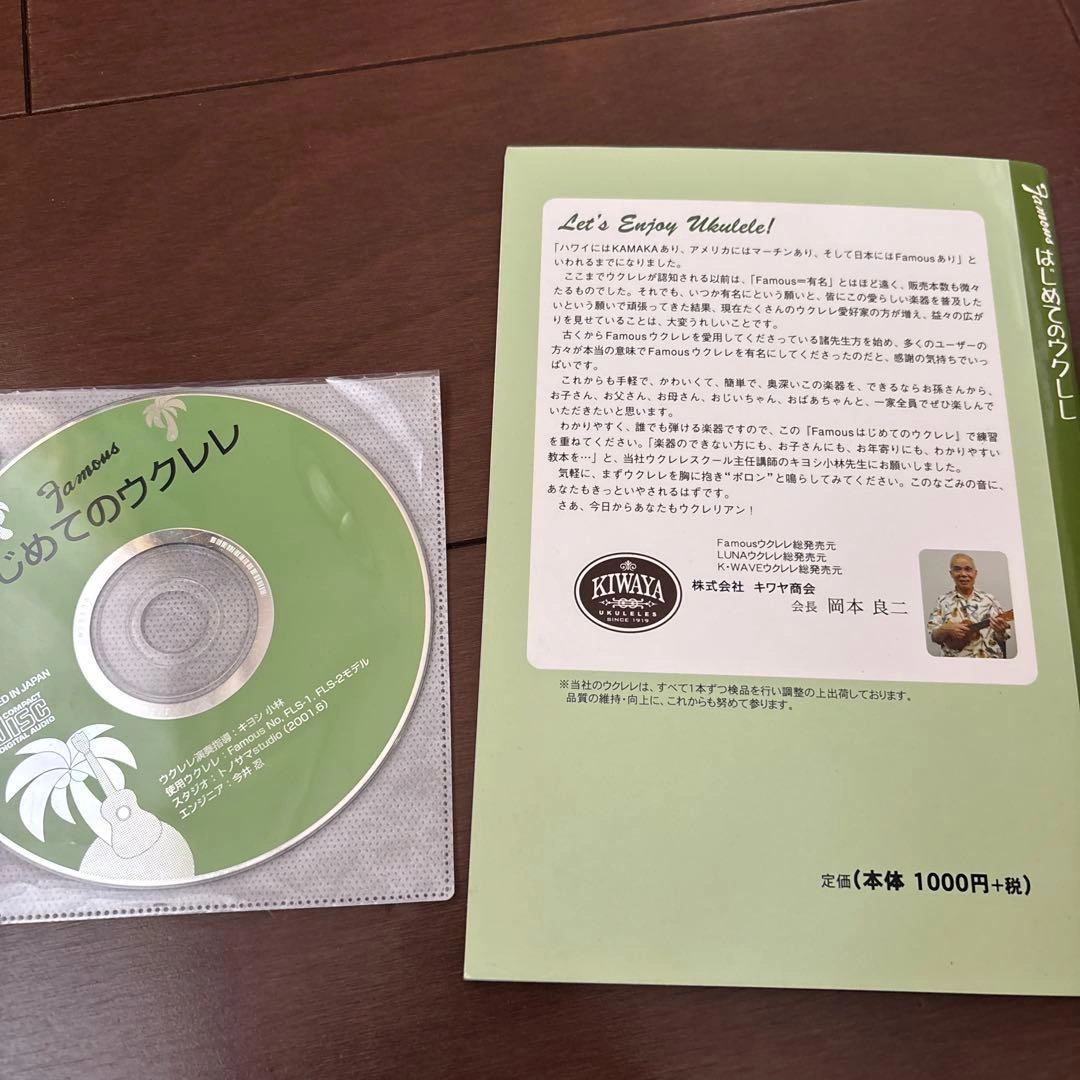 Famous
じめてのウクレレ
ED IN JAPAN
COMPACT
DISC
DIGITAL AUDIO
ウクレレ演奏指導：キヨシ 小林
使用ウクレレ：Famous No. FLS-1, FLS-2モデル
スタジオ：トノサマstudio (2001.6)
エンジニア：今井 忍
Let's Enjoy Ukulele!
「ハワイにはKAMAKAあり、アメリカにはマーチンあり、そして日本にはFamousあり」と
いわれるまでになりました。
ここまでウクレレが認知される以前は、「Famous＝有名」とはほど遠く、販売本数も微々
たるものでした。それでも、いつか有名にという願いと、皆にこの愛らしい楽器を普及した
いという願いで頑張ってきた結果、現在たくさんのウクレレ愛好家の方が増え、益々の広が
りを見せていることは、大変うれしいことです。
古くからFamousウクレレを愛用してくださっている諸先生方を始め、多くのユーザーの
方々が本当の意味でFamousウクレレを有名にしてくださったのだと、感謝の気持ちでいっ
ぱいです。
これからも手軽で、かわいくて、簡単で、奥深いこの楽器を、できるならお孫さんから、
お子さん、お父さん、お母さん、おじいちゃん、おばあちゃんと、一家全員でぜひ楽しんで
いただきたいと思います。
わかりやすく、誰でも弾ける楽器ですので、この『Famousはじめてのウクレレ』で練習
を重ねてください。「楽器のできない方にも、お子さんにも、お年寄りにも、わかりやすい
教本を…」と、当社ウクレレスクール主任講師のキヨシ小林先生にお願いしました。
気軽に、まずウクレレを胸に抱き“ポロン”と鳴らしてみてください。このなごみの音に、
あなたもきっといやされるはずです。
さあ、今日からあなたもウクレリアン！
Famousウクレレ総発売元
LUNAウクレレ総発売元
K・WAVEウクレレ総発売元
KIWAYA
UKULELES
SINCE 1919
株式会社 キワヤ商会
会長 岡本 良二
※当社のウクレレは、すべて1本ずつ検品を行い調整の上出荷しております。
品質の維持・向上に、これからも努めて参ります。
定価(本体 1000円+税)
Famous はじめてのウクレレ